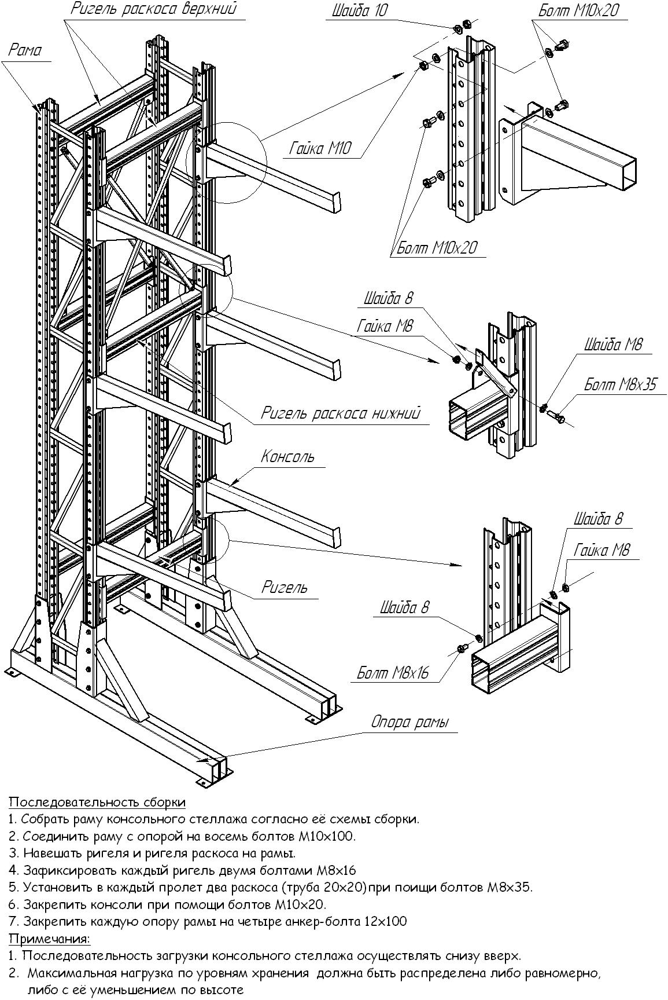 Ригель раскоса верхний
Шайба 10
Болт М10х20
Рама
Гайка М10
Болт М10х20
Шайба 8
Гайка М8
Шайба М8
Болт М8х35
Ригель раскоса нижний
Консоль
Шайба 8
Гайка М8
Ригель
Шайба 8
Болт М8х16
Опора рамы
Последовательность сборки
1. Собрать раму консольного стеллажа согласно её схемы сборки.
2. Соединить раму с опорой на восемь болтов М10х100.
3. Навешать ригеля и ригеля раскоса на рамы.
4. Зафиксировать каждый ригель двумя болтами М8х16
5. Установить в каждый пролет два раскоса (труба 20х20) при поищи болтов М8х35.
6. Закрепить консоли при помощи болтов М10х20.
7. Закрепить каждую опору рамы на четыре анкер-болта 12х100
Примечания:
1. Последовательность загрузки консольного стеллажа осуществлять снизу вверх.
2. Максимальная нагрузка по уровням хранения должна быть распределена либо равномерно,
либо с её уменьшением по высоте